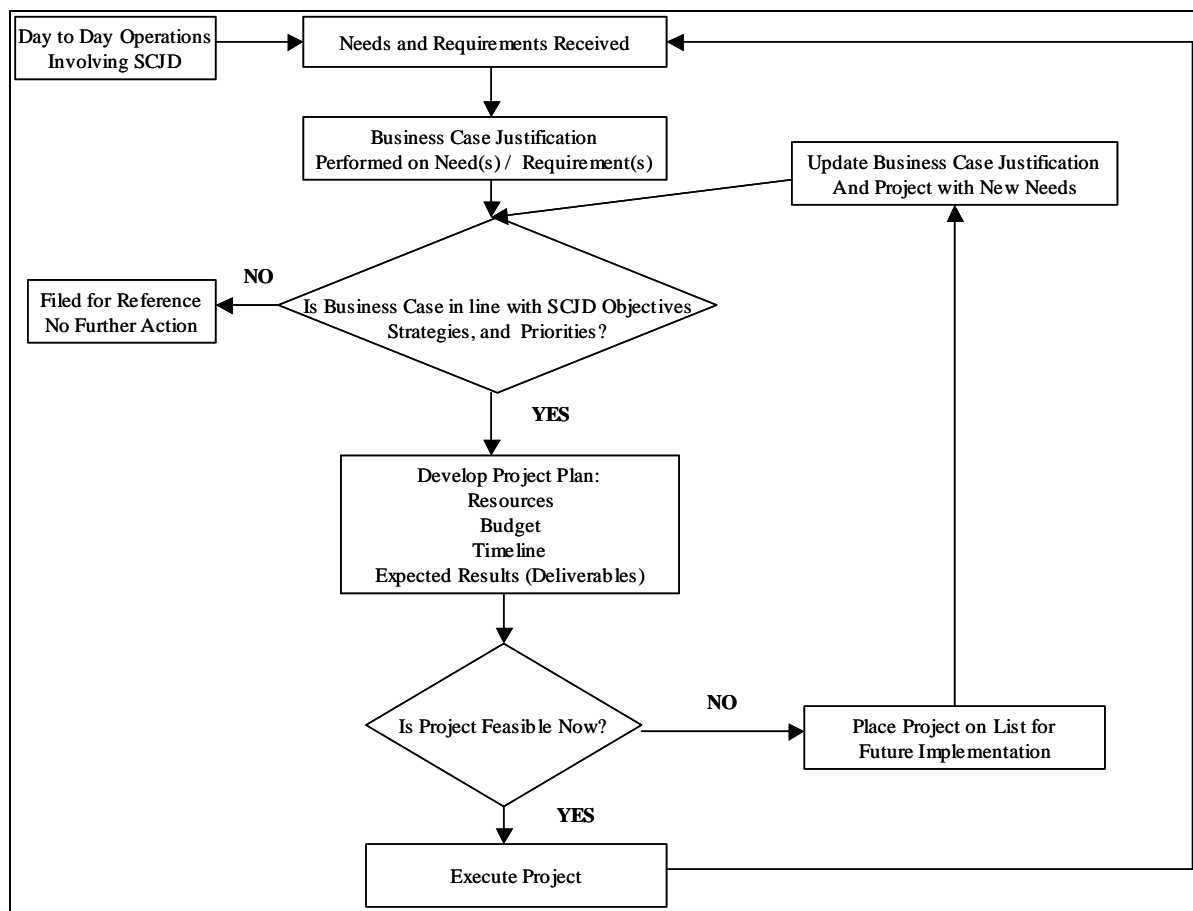 Day to Day Operations
Involving SCJD
Needs and Requirements Received
Business Case Justification
Performed on Need(s) / Requirement(s)
Update Business Case Justification
And Project with New Needs
NO
Filed for Reference
No Further Action
Is Business Case in line with SCJD Objectives
Strategies, and Priorities?
YES
Develop Project Plan:
Resources
Budget
Timeline
Expected Results (Deliverables)
Is Project Feasible Now?
NO
Place Project on List for
Future Implementation
YES
Execute Project